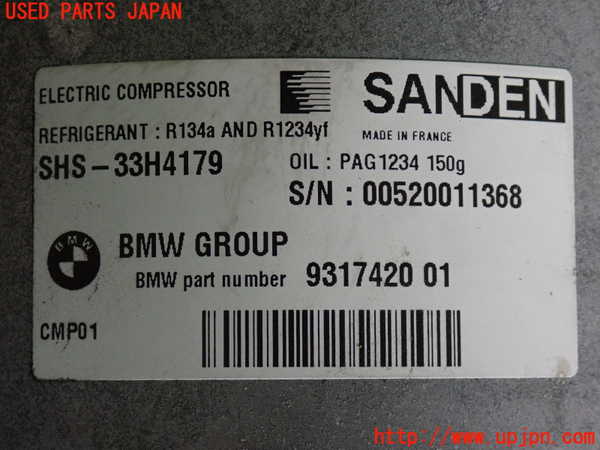 USED PARTS JAPAN
ELECTRIC COMPRESSOR
SANDEN
REFRIGERANT : R134a AND R1234yf
MADE IN FRANCE
SHS-33H4179
OIL : PAG1234 150g
S/N : 00520011368
BMW
BMW GROUP
BMW part number 9317420 01
CMP01
http://www.upjpn.com/